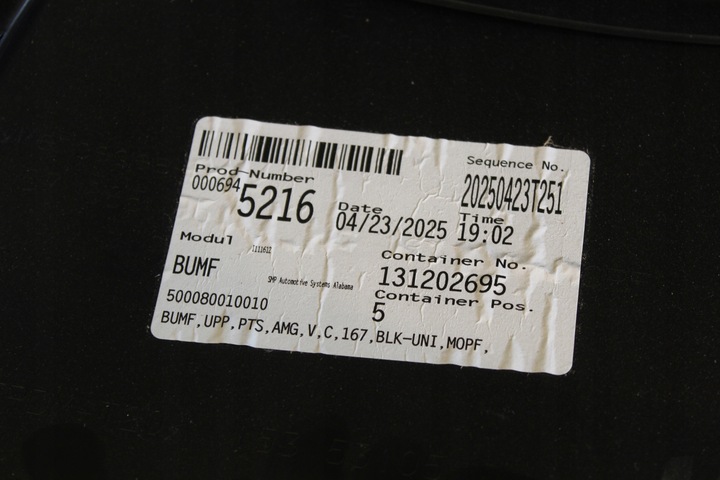 Sequence No.
20250423T251
Prod-Number
000694 5216
Date
04/23/2025
Time
19:02
Modul
BUMF
SMP Automotive Systems Alabama
Container No.
131202695
Container Pos.
5
500080010010
BUMF,UPP,PTS,AMG,V,C,167,BLK-UNI,MOPF,